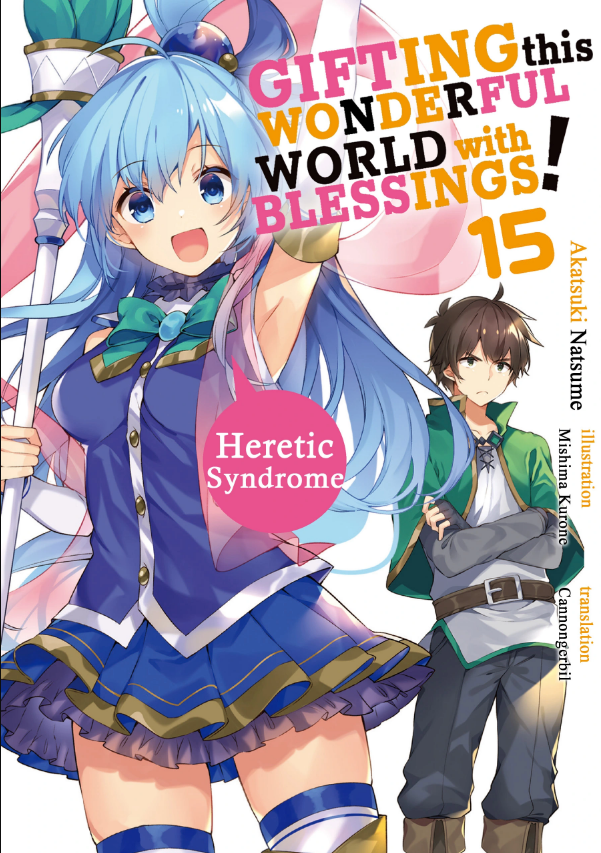 GIFTING this
WONDERFUL
WORLD with
BLESSINGS!
15
Akatsuki Natsume
illustration
Mishima Kurone
translation
Cannongerbil
Heretic
Syndrome